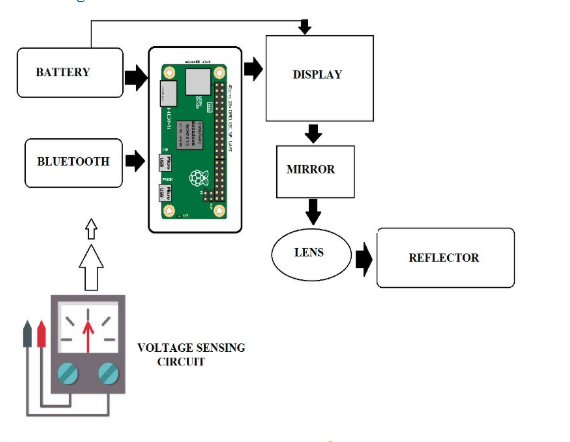 BATTERY
DISPLAY
BLUETOOTH
MIRROR
LENS
REFLECTOR
VOLTAGE SENSING
CIRCUIT